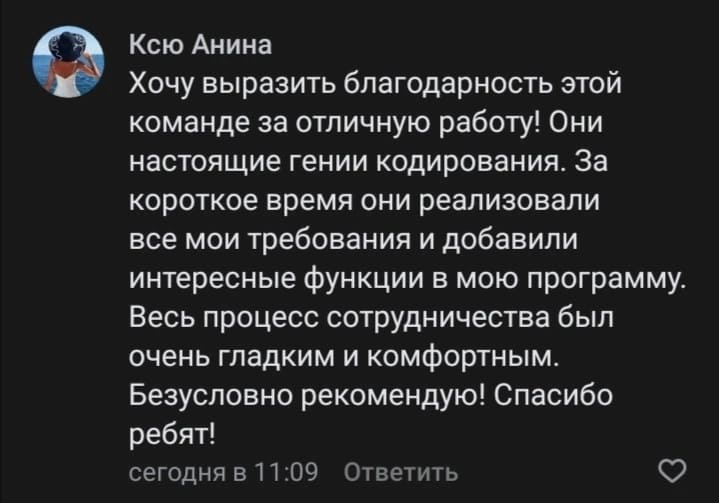 Ксю Анина
Хочу выразить благодарность этой
команде за отличную работу! Они
настоящие гении кодирования. За
короткое время они реализовали
все мои требования и добавили
интересные функции в мою программу.
Весь процесс сотрудничества был
очень гладким и комфортным.
Безусловно рекомендую! Спасибо
ребят!
сегодня в 11:09 Ответить